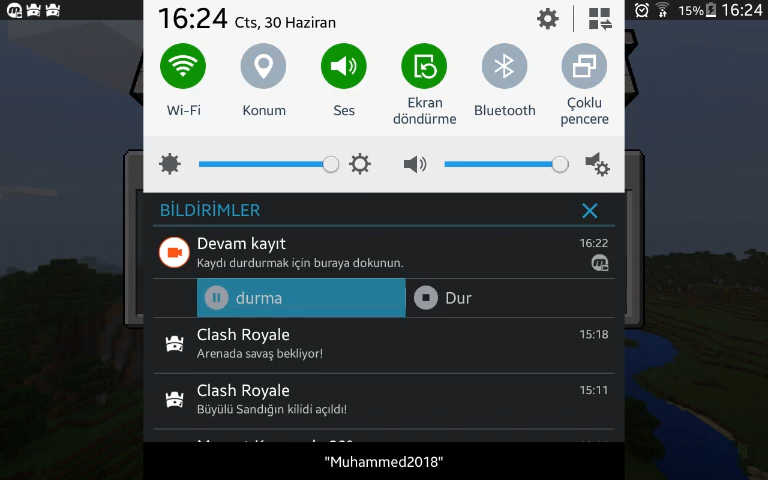 16:24 Cts, 30 Haziran
15% 16:24
Wi-Fi
Konum
Ses
Ekran
döndürme
Bluetooth
Çoklu
pencere
BİLDİRİMLER
Devam kayıt 16:22
Kaydı durdurmak için buraya dokunun.
durma
Dur
Clash Royale 15:18
Arenada savaş bekliyor!
Clash Royale 15:11
Büyülü Sandığın kilidi açıldı!
"Muhammed2018"